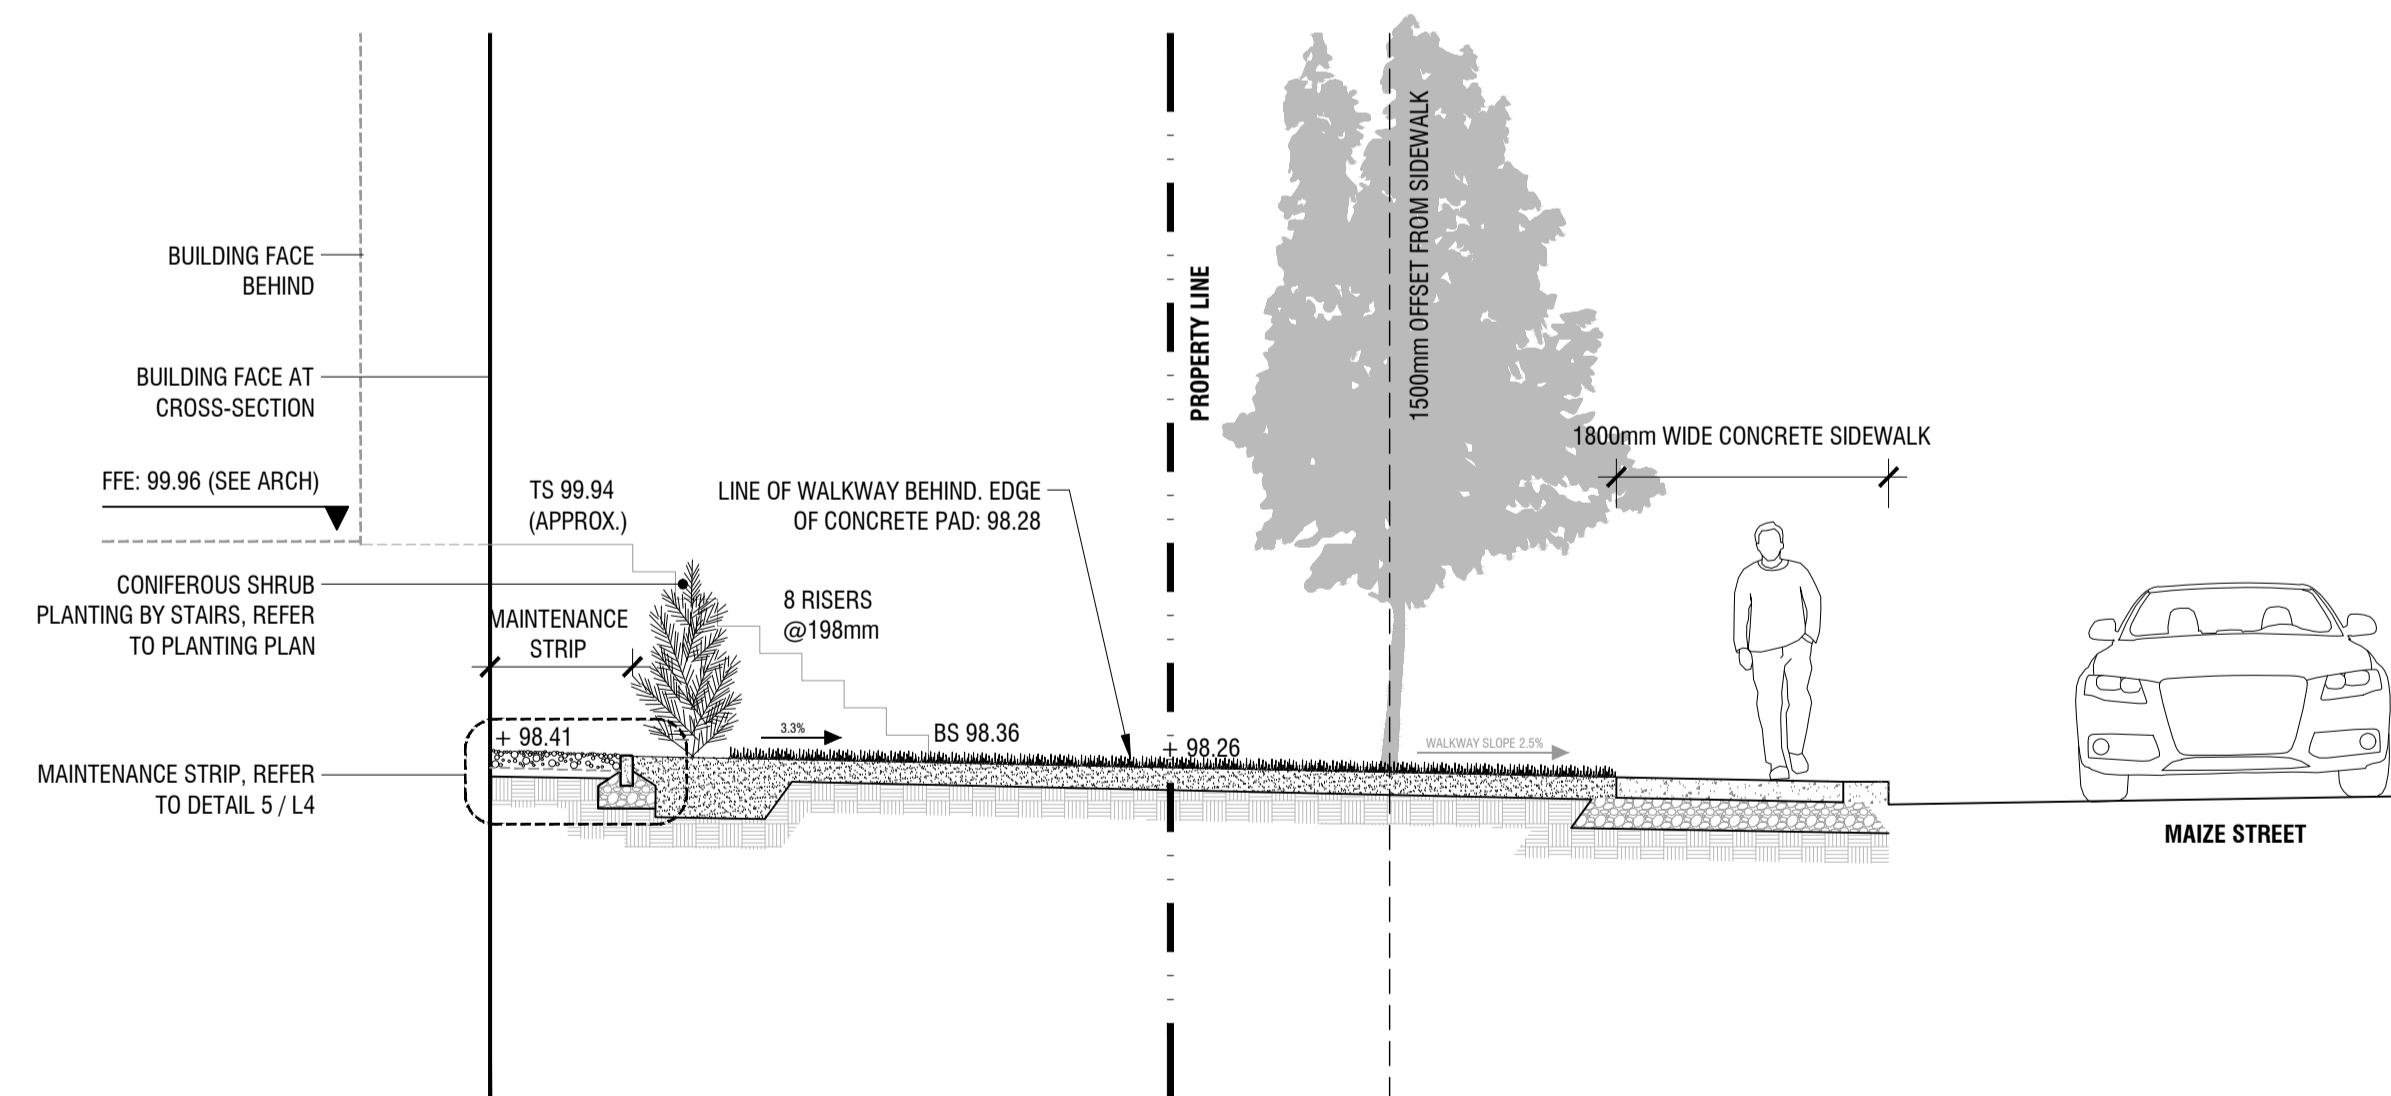 BUILDING FACE
BEHIND
BUILDING FACE AT
CROSS-SECTION
FFE: 99.96 (SEE ARCH)
CONIFEROUS SHRUB
PLANTING BY STAIRS, REFER
TO PLANTING PLAN
MAINTENANCE STRIP, REFER
TO DETAIL 5 / L4
TS 99.94
(APPROX.)
MAINTENANCE
STRIP
+ 98.41
8 RISERS
@198mm
3.3%
BS 98.36
LINE OF WALKWAY BEHIND. EDGE
OF CONCRETE PAD: 98.28
PROPERTY LINE
+ 98.26
1500mm OFFSET FROM SIDEWALK
WALKWAY SLOPE 2.5%
1800mm WIDE CONCRETE SIDEWALK
MAIZE STREET